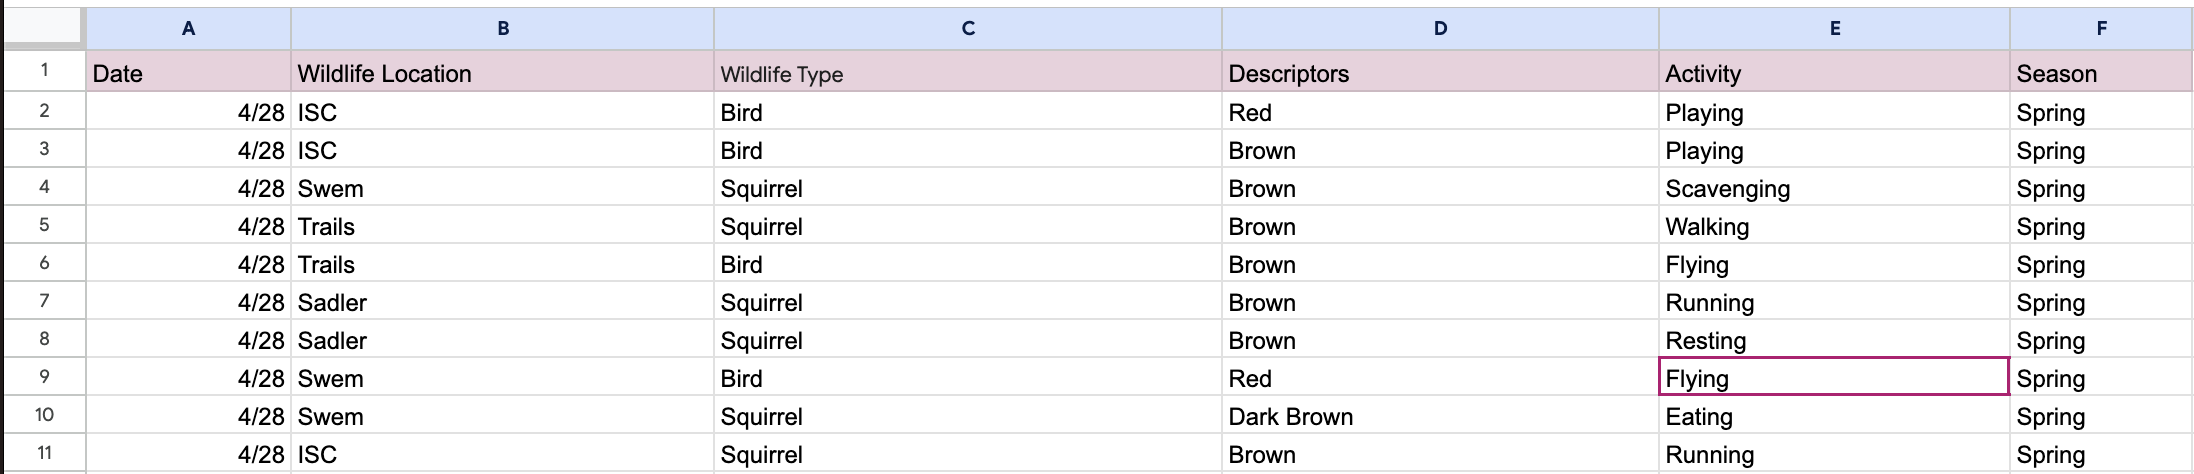 A B C D E F
1 Date Wildlife Location Wildlife Type Descriptors Activity Season
2 4/28 ISC Bird Red Playing Spring
3 4/28 ISC Bird Brown Playing Spring
4 4/28 Swem Squirrel Brown Scavenging Spring
5 4/28 Trails Squirrel Brown Walking Spring
6 4/28 Trails Bird Brown Flying Spring
7 4/28 Sadler Squirrel Brown Running Spring
8 4/28 Sadler Squirrel Brown Resting Spring
9 4/28 Swem Bird Red Flying Spring
10 4/28 Swem Squirrel Dark Brown Eating Spring
11 4/28 ISC Squirrel Brown Running Spring